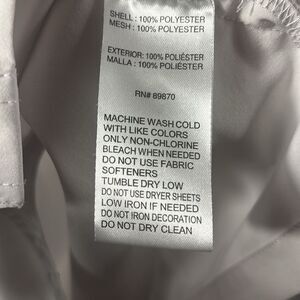 SHELL : 100% POLYESTER
MESH : 100% POLYESTER
EXTERIOR: 100% POLIÉSTER
MALLA : 100% POLIÉSTER
RN# 89870
MACHINE WASH COLD
WITH LIKE COLORS
ONLY NON-CHLORINE
BLEACH WHEN NEEDED
DO NOT USE FABRIC
SOFTENERS
TUMBLE DRY LOW
DO NOT USE DRYER SHEETS
LOW IRON IF NEEDED
DO NOT IRON DECORATION
DO NOT DRY CLEAN